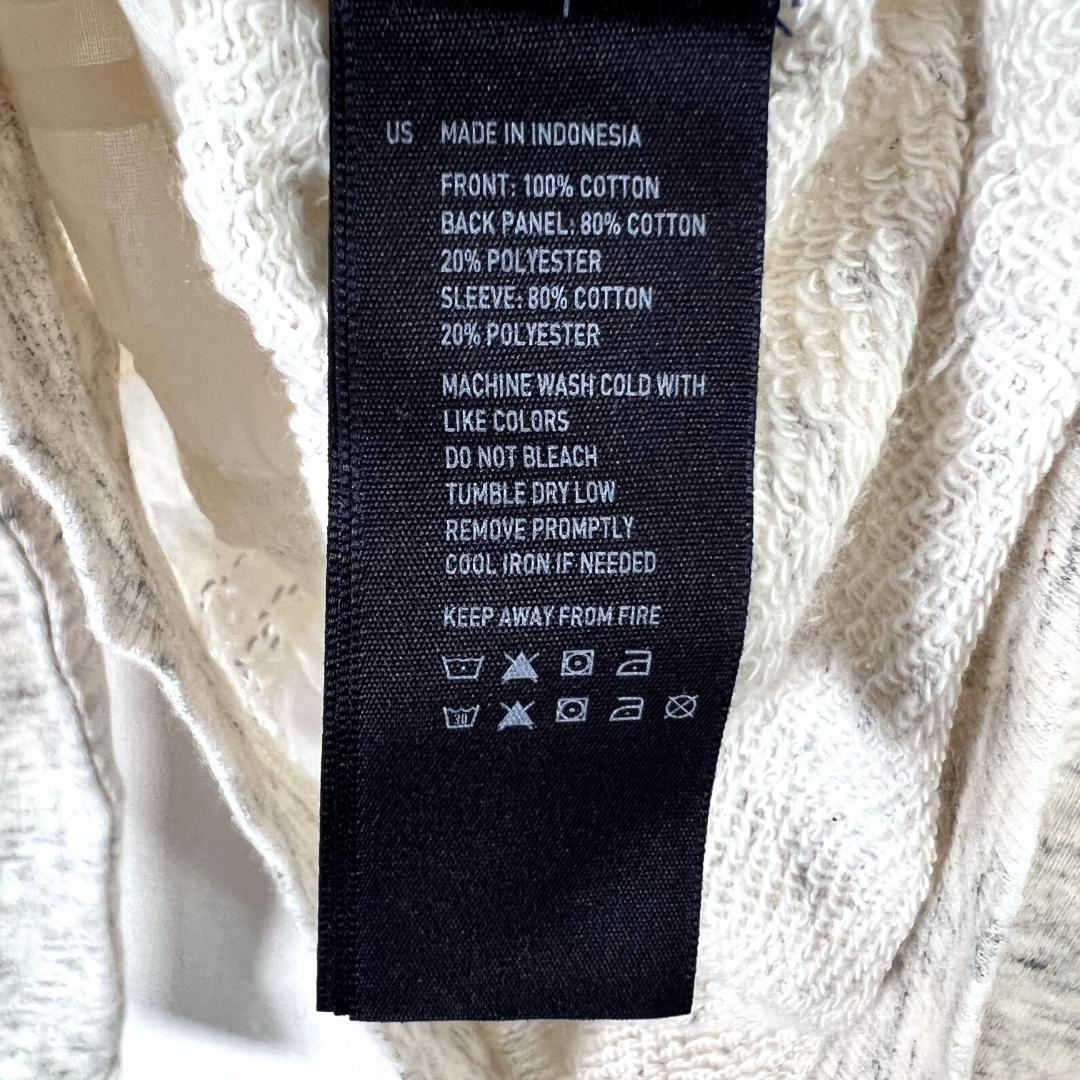 US MADE IN INDONESIA
FRONT: 100% COTTON
BACK PANEL: 80% COTTON
20% POLYESTER
SLEEVE: 80% COTTON
20% POLYESTER
MACHINE WASH COLD WITH
LIKE COLORS
DO NOT BLEACH
TUMBLE DRY LOW
REMOVE PROMPTLY
COOL IRON IF NEEDED
KEEP AWAY FROM FIRE
30